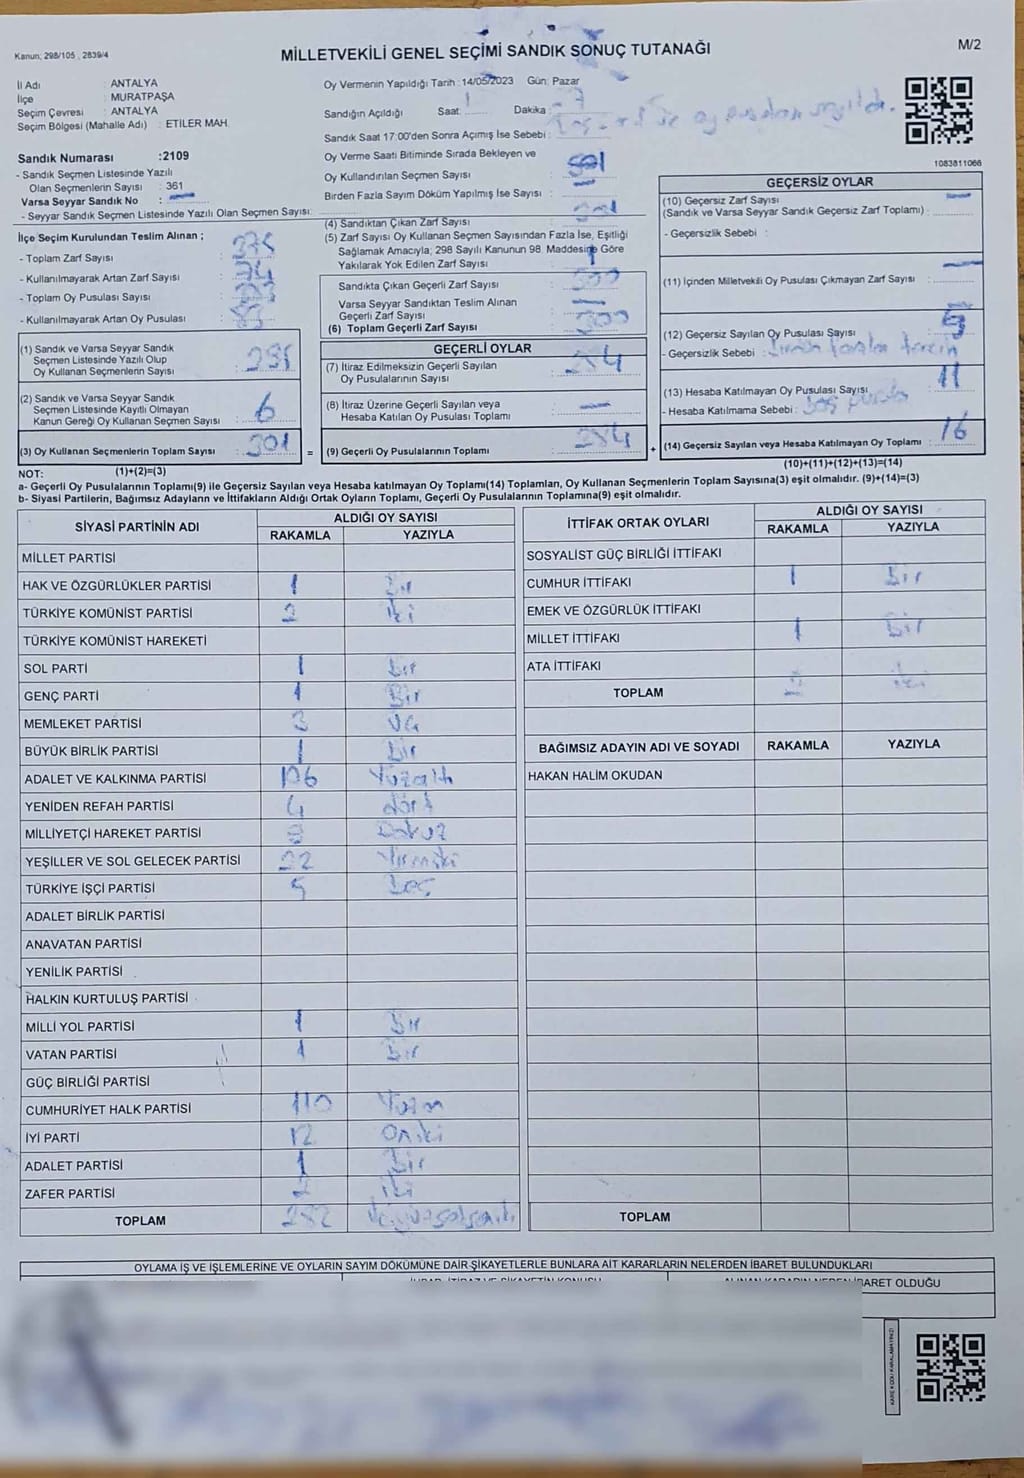 Kanun; 298/105 , 2839/4
MİLLETVEKİLİ GENEL SEÇİMİ SANDIK SONUÇ TUTANAĞI
M/2
İl Adı : ANTALYA
İlçe : MURATPAŞA
Seçim Çevresi : ANTALYA
Seçim Bölgesi (Mahalle Adı) : ETİLER MAH.
Oy Vermenin Yapıldığı Tarih : 14/05/2023 Gün: Pazar
Sandığın Açıldığı Saat: Dakika : 7
Sandık Saat 17:00'den Sonra Açımış İse Sebebi :
Oy Verme Saati Bitiminde Sırada Bekleyen ve
Oy Kullandırılan Seçmen Sayısı :
Birden Fazla Sayım Döküm Yapılmış İse Sayısı :
1083811066
Sandık Numarası :2109
- Sandık Seçmen Listesinde Yazılı
Olan Seçmenlerin Sayısı : 361
Varsa Seyyar Sandık No :
- Seyyar Sandık Seçmen Listesinde Yazılı Olan Seçmen Sayısı:
İlçe Seçim Kurulundan Teslim Alınan ;
- Toplam Zarf Sayısı :
- Kullanılmayarak Artan Zarf Sayısı :
- Toplam Oy Pusulası Sayısı :
- Kullanılmayarak Artan Oy Pusulası :
(1) Sandık ve Varsa Seyyar Sandık
Seçmen Listesinde Yazılı Olup
Oy Kullanan Seçmenlerin Sayısı : 295
(2) Sandık ve Varsa Seyyar Sandık
Seçmen Listesinde Kayıtlı Olmayan
Kanun Gereği Oy Kullanan Seçmen Sayısı : 6
(3) Oy Kullanan Seçmenlerin Toplam Sayısı : 301 =
(4) Sandıktan Çıkan Zarf Sayısı : 301
(5) Zarf Sayısı Oy Kullanan Seçmen Sayısından Fazla İse, Eşitliği
Sağlamak Amacıyla; 298 Sayılı Kanunun 98. Maddesine Göre
Yakılarak Yok Edilen Zarf Sayısı : 1
Sandıkta Çıkan Geçerli Zarf Sayısı : 300
Varsa Seyyar Sandıktan Teslim Alınan
Geçerli Zarf Sayısı :
(6) Toplam Geçerli Zarf Sayısı : 300
GEÇERLİ OYLAR
(7) İtiraz Edilmeksizin Geçerli Sayılan
Oy Pusulalarının Sayısı : 284
(8) İtiraz Üzerine Geçerli Sayılan veya
Hesaba Katılan Oy Pusulası Toplamı :
(9) Geçerli Oy Pusulalarının Toplamı : 284 +
GEÇERSİZ OYLAR
(10) Geçersiz Zarf Sayısı
(Sandık ve Varsa Seyyar Sandık Geçersiz Zarf Toplamı) :
- Geçersizlik Sebebi :
(11) İçinden Milletvekili Oy Pusulası Çıkmayan Zarf Sayısı :
(12) Geçersiz Sayılan Oy Pusulası Sayısı : 5
- Geçersizlik Sebebi :
(13) Hesaba Katılmayan Oy Pusulası Sayısı : 11
- Hesaba Katılmama Sebebi : Boş pusula
(14) Geçersiz Sayılan veya Hesaba Katılmayan Oy Toplamı : 16
NOT: (1)+(2)=(3)
(10)+(11)+(12)+(13)=(14)
a- Geçerli Oy Pusulalarının Toplamı(9) ile Geçersiz Sayılan veya Hesaba katılmayan Oy Toplamı(14) Toplamları, Oy Kullanan Seçmenlerin Toplam Sayısına(3) eşit olmalıdır. (9)+(14)=(3)
b- Siyasi Partilerin, Bağımsız Adayların ve İttifakların Aldığı Ortak Oyların Toplamı, Geçerli Oy Pusulalarının Toplamına(9) eşit olmalıdır.
SİYASİ PARTİNİN ADI ALDIĞI OY SAYISI
RAKAMLA YAZIYLA
MİLLET PARTİSİ
HAK VE ÖZGÜRLÜKLER PARTİSİ 1 Bir
TÜRKİYE KOMÜNİST PARTİSİ 2 iki
TÜRKİYE KOMÜNİST HAREKETİ
SOL PARTİ 1 Bir
GENÇ PARTİ 1 Bir
MEMLEKET PARTİSİ 3 üç
BÜYÜK BİRLİK PARTİSİ 1 Bir
ADALET VE KALKINMA PARTİSİ 106 Yüzaltı
YENİDEN REFAH PARTİSİ 4 dört
MİLLİYETÇİ HAREKET PARTİSİ 9 Dokuz
YEŞİLLER VE SOL GELECEK PARTİSİ 22 Yirmiiki
TÜRKİYE İŞÇİ PARTİSİ 5 beş
ADALET BİRLİK PARTİSİ
ANAVATAN PARTİSİ
YENİLİK PARTİSİ
HALKIN KURTULUŞ PARTİSİ
MİLLİ YOL PARTİSİ 1 Bir
VATAN PARTİSİ 1 Bir
GÜÇ BİRLİĞİ PARTİSİ
CUMHURİYET HALK PARTİSİ 110 Yüzon
İYİ PARTİ 12 Oniki
ADALET PARTİSİ 1 Bir
ZAFER PARTİSİ 2 iki
TOPLAM 282 ikiyüzsekseniki
İTTİFAK ORTAK OYLARI ALDIĞI OY SAYISI
RAKAMLA YAZIYLA
SOSYALİST GÜÇ BİRLİĞİ İTTİFAKI
CUMHUR İTTİFAKI 1 Bir
EMEK VE ÖZGÜRLÜK İTTİFAKI
MİLLET İTTİFAKI 1 Bir
ATA İTTİFAKI
TOPLAM 2 iki
BAĞIMSIZ ADAYIN ADI VE SOYADI RAKAMLA YAZIYLA
HAKAN HALİM OKUDAN
TOPLAM
OYLAMA İŞ VE İŞLEMLERİNE VE OYLARIN SAYIM DÖKÜMÜNE DAİR ŞİKAYETLERLE BUNLARA AİT KARARLARIN NELERDEN İBARET BULUNDUKLARI
İHBAR, İTİRAZ VE ŞİKAYETİN KONUSU ALINAN KARARIN NEDEN İBARET OLDUĞU
KARE KODU KARALAMAYINIZ!